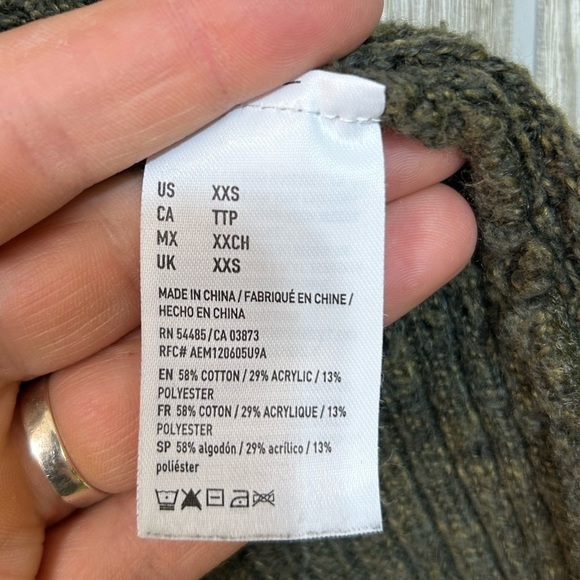 US XXS
CA TTP
MX XXCH
UK XXS
MADE IN CHINA / FABRIQUÉ EN CHINE /
HECHO EN CHINA
RN 54485 / CA 03873
RFC# AEM120605U9A
EN 58% COTTON / 29% ACRYLIC / 13%
POLYESTER
FR 58% COTON / 29% ACRYLIQUE / 13%
POLYESTER
SP 58% algodón / 29% acrílico / 13%
poliéster